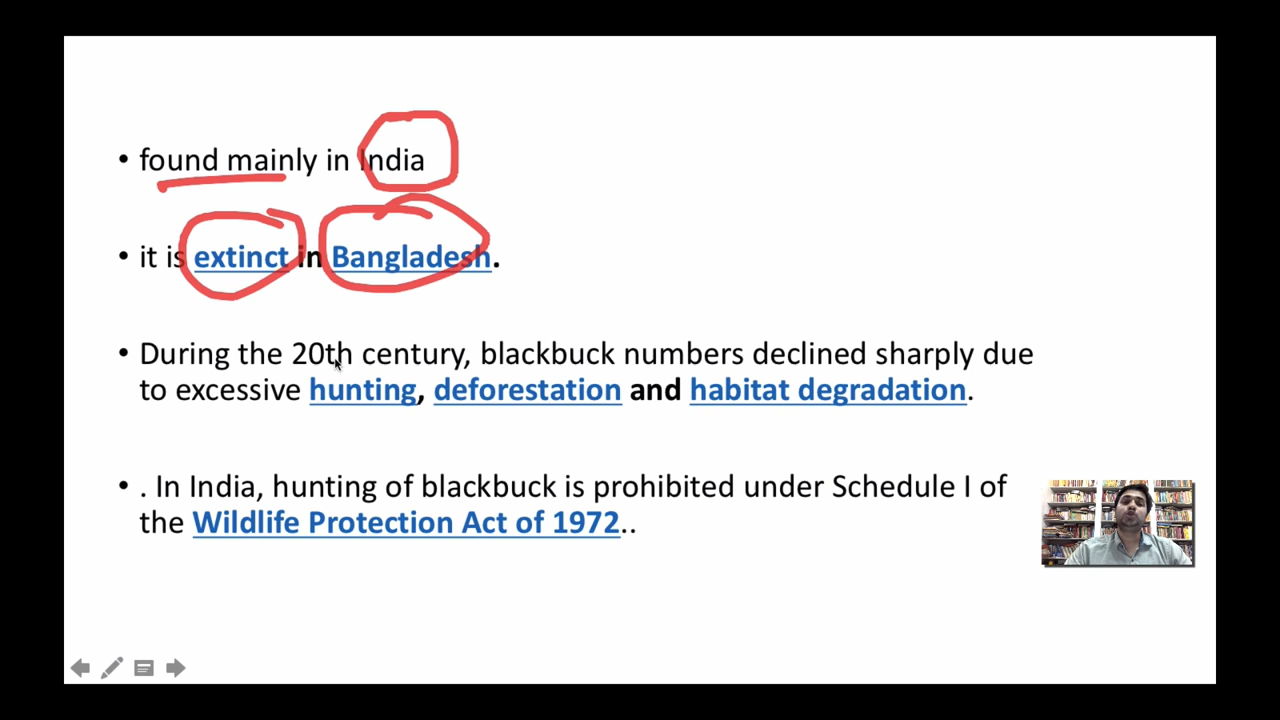 • found mainly in India
• it is extinct in Bangladesh.
• During the 20th century, blackbuck numbers declined sharply due
to excessive hunting, deforestation and habitat degradation.
• . In India, hunting of blackbuck is prohibited under Schedule I of
the Wildlife Protection Act of 1972..